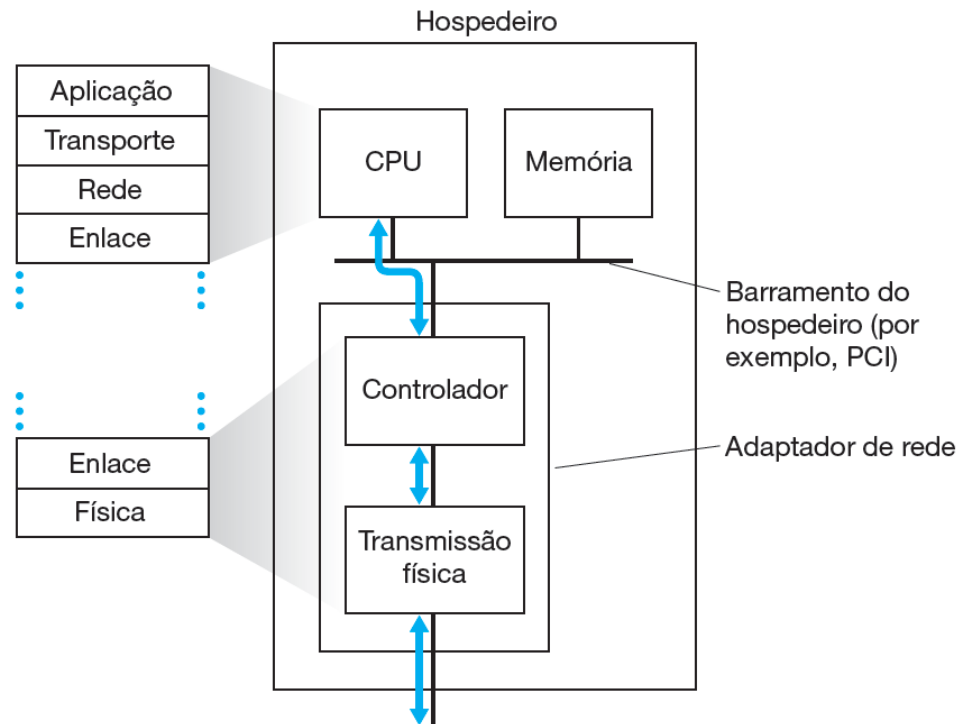 Hospedeiro
Aplicação
Transporte
Rede
Enlace
CPU
Memória
Barramento do
hospedeiro (por
exemplo, PCI)
Controlador
Adaptador de rede
Enlace
Física
Transmissão
física